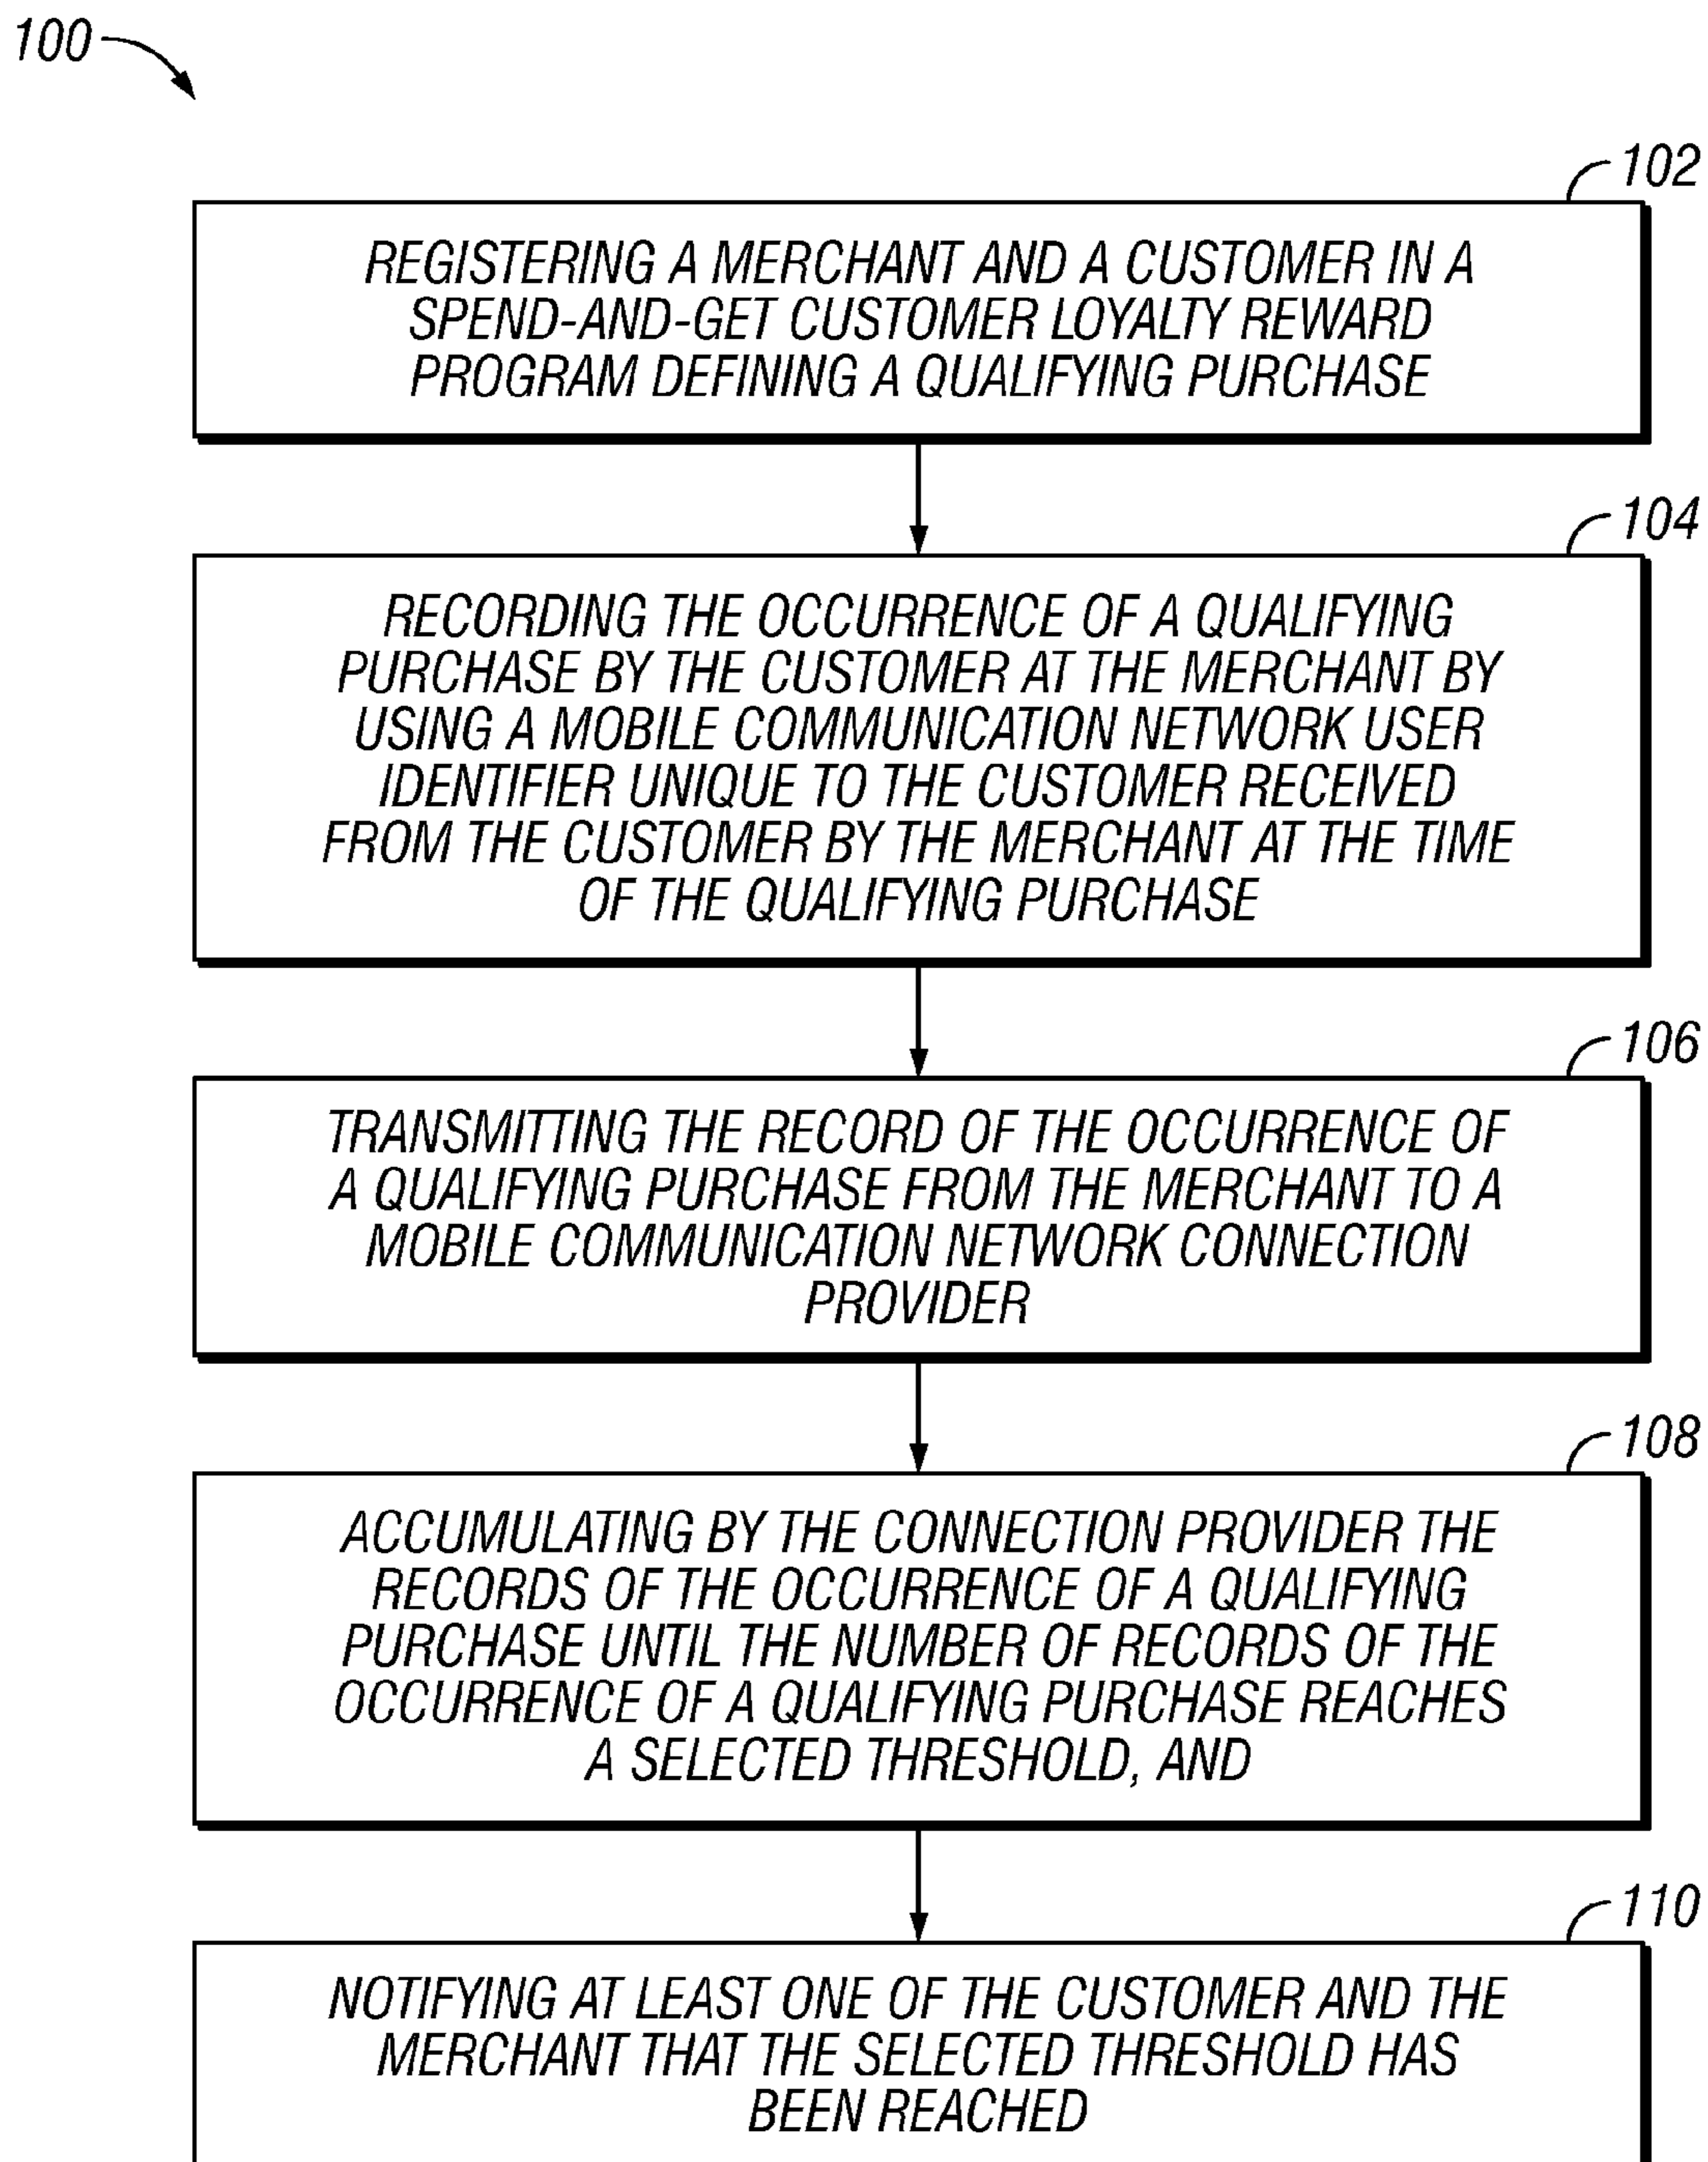 100
102
REGISTERING A MERCHANT AND A CUSTOMER IN A
SPEND-AND-GET CUSTOMER LOYALTY REWARD
PROGRAM DEFINING A QUALIFYING PURCHASE
104
RECORDING THE OCCURRENCE OF A QUALIFYING
PURCHASE BY THE CUSTOMER AT THE MERCHANT BY
USING A MOBILE COMMUNICATION NETWORK USER
IDENTIFIER UNIQUE TO THE CUSTOMER RECEIVED
FROM THE CUSTOMER BY THE MERCHANT AT THE TIME
OF THE QUALIFYING PURCHASE
106
TRANSMITTING THE RECORD OF THE OCCURRENCE OF
A QUALIFYING PURCHASE FROM THE MERCHANT TO A
MOBILE COMMUNICATION NETWORK CONNECTION
PROVIDER
108
ACCUMULATING BY THE CONNECTION PROVIDER THE
RECORDS OF THE OCCURRENCE OF A QUALIFYING
PURCHASE UNTIL THE NUMBER OF RECORDS OF THE
OCCURRENCE OF A QUALIFYING PURCHASE REACHES
A SELECTED THRESHOLD, AND
110
NOTIFYING AT LEAST ONE OF THE CUSTOMER AND THE
MERCHANT THAT THE SELECTED THRESHOLD HAS
BEEN REACHED